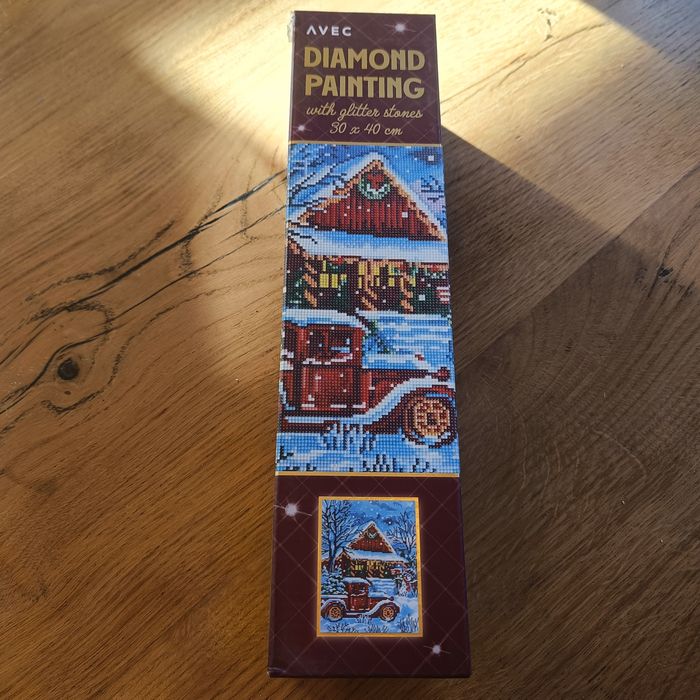 AVEC
DIAMOND
PAINTING
with glitter stones
30 x 40 cm